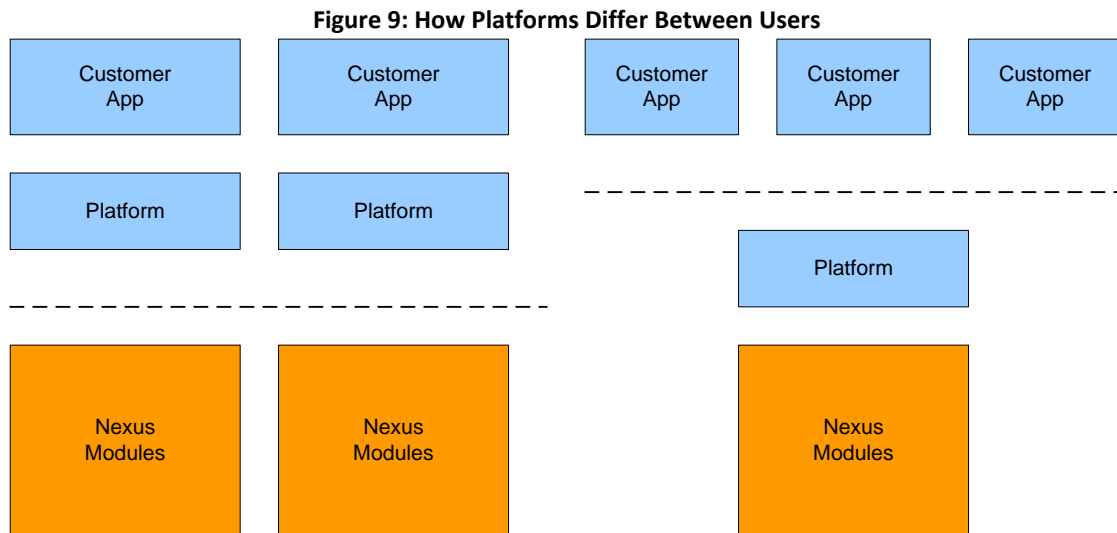 Figure 9: How Platforms Differ Between Users
Customer
App
Customer
App
Customer
App
Customer
App
Customer
App
Platform
Platform
Platform
Nexus
Modules
Nexus
Modules
Nexus
Modules